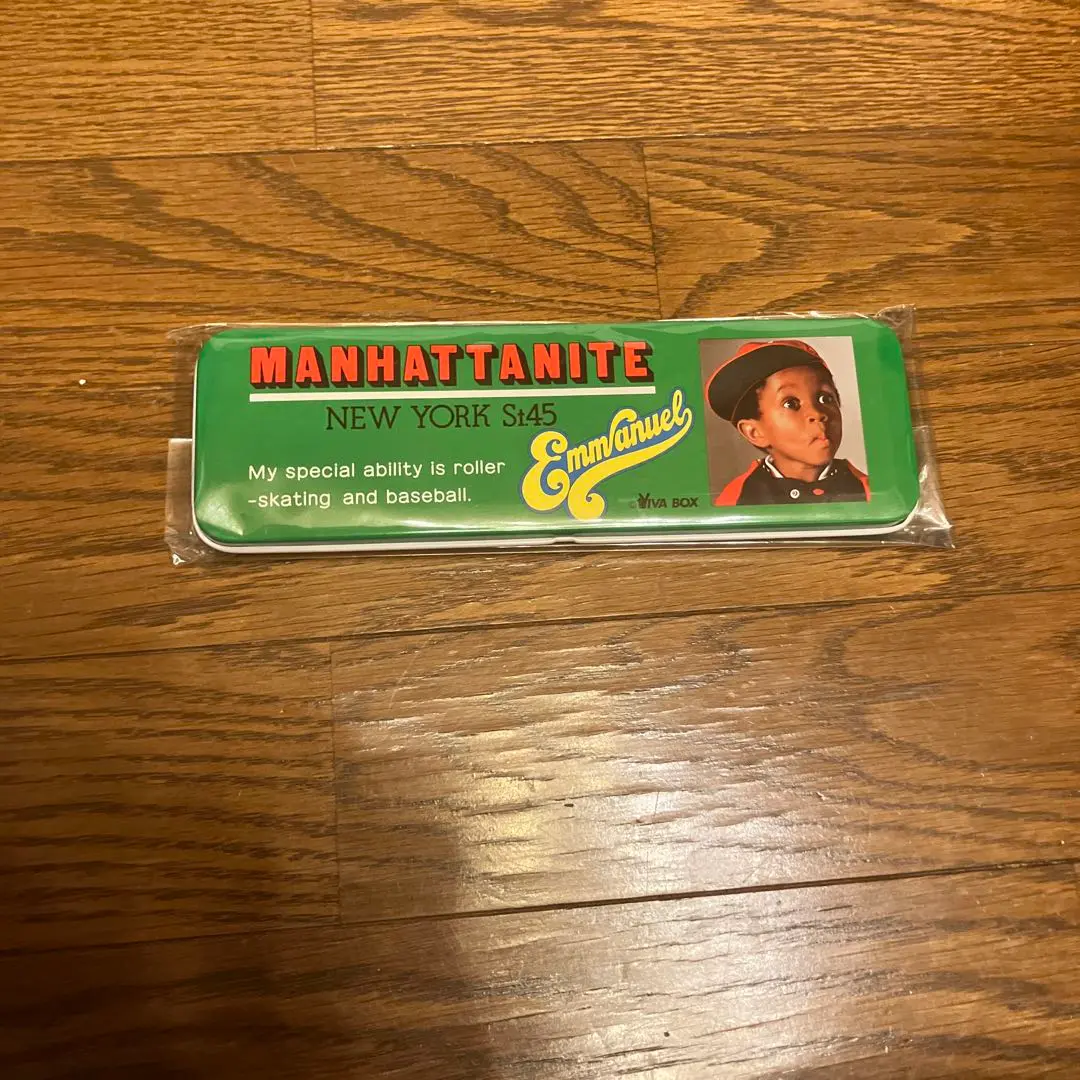 MANHATTANITE
NEW YORK St45
Emmanuel
My special ability is roller
-skating and baseball.
© VIVA BOX